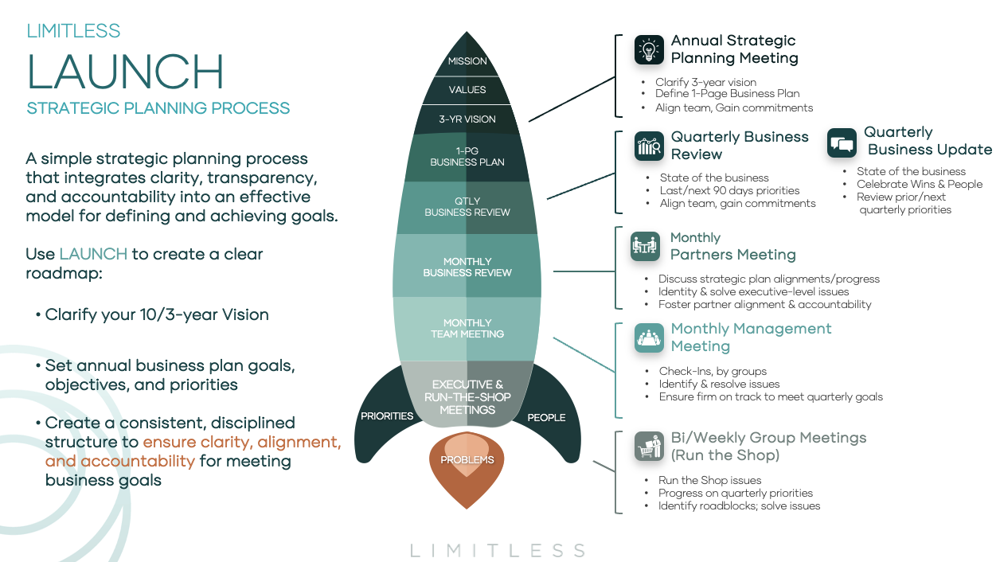 LIMITLESS
LAUNCH
STRATEGIC PLANNING PROCESS
A simple strategic planning process
that integrates clarity, transparency,
and accountability into an effective
model for defining and achieving goals.
Use LAUNCH to create a clear
roadmap:
• Clarify your 10/3-year Vision
• Set annual business plan goals,
objectives, and priorities
• Create a consistent, disciplined
structure to ensure clarity, alignment,
and accountability for meeting
business goals
MISSION
VALUES
3-YR VISION
1-PG
BUSINESS PLAN
QTLY
BUSINESS REVIEW
MONTHLY
BUSINESS REVIEW
MONTHLY
TEAM MEETING
EXECUTIVE &
RUN-THE-SHOP
MEETINGS
PRIORITIES
PEOPLE
PROBLEMS
Annual Strategic
Planning Meeting
• Clarify 3-year vision
• Define 1-Page Business Plan
• Align team, Gain commitments
Quarterly Business
Review
• State of the business
• Last/next 90 days priorities
• Align team, gain commitments
Quarterly
Business Update
• State of the business
• Celebrate Wins & People
• Review prior/next
quarterly priorities
Monthly
Partners Meeting
• Discuss strategic plan alignments/progress
• Identity & solve executive-level issues
• Foster partner alignment & accountability
Monthly Management
Meeting
• Check-Ins, by groups
• Identify & resolve issues
• Ensure firm on track to meet quarterly goals
Bi/Weekly Group Meetings
(Run the Shop)
• Run the Shop issues
• Progress on quarterly priorities
• Identify roadblocks; solve issues
LIMITLESS